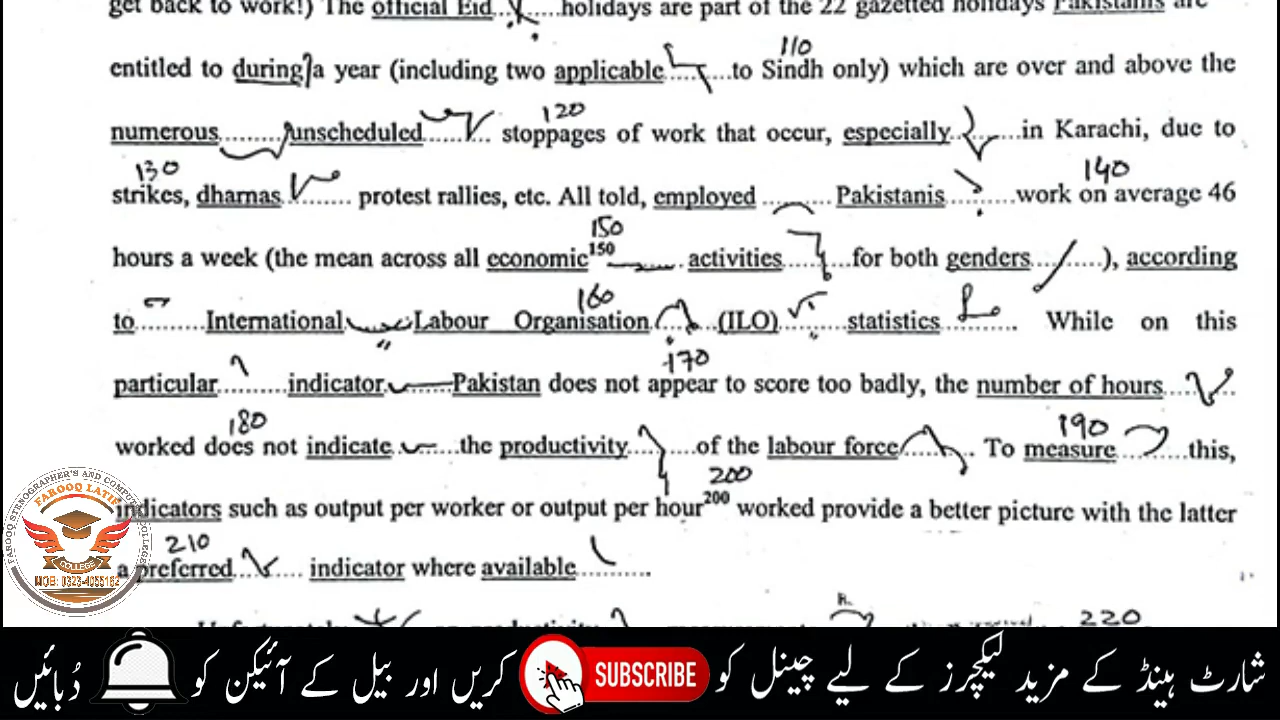 get back to work!) The official Eid........holidays are part of the 22 gazetted holidays Pakistanis are
110
entitled to during a year (including two applicable..........to Sindh only) which are over and above the
120
numerous.........unscheduled......... stoppages of work that occur, especially.........in Karachi, due to
130 140
strikes, dharnas......... protest rallies, etc. All told, employed ......... Pakistanis .........work on average 46
150
hours a week (the mean across all economic150 ......... activities.........for both genders.........), according
160
to.........International.........Labour Organisation.........(ILO)......... statistics......... While on this
170
particular.........indicator.........Pakistan does not appear to score too badly, the number of hours.........
180 190
worked does not indicate.........the productivity.........of the labour force.......... To measure.........this,
200
indicators such as output per worker or output per hour200 worked provide a better picture with the latter
210
a preferred......... indicator where available..........
220
FAROOQ STENOGRAPHER'S AND COMPUTER COLLEGE
FAROOQ LATIF
COLLEGE
شارٹ ہینڈ کے مزید لیکچرز کے لیے چینل کو SUBSCRIBE کریں اور بیل کے آئیکن کو دُبائیں